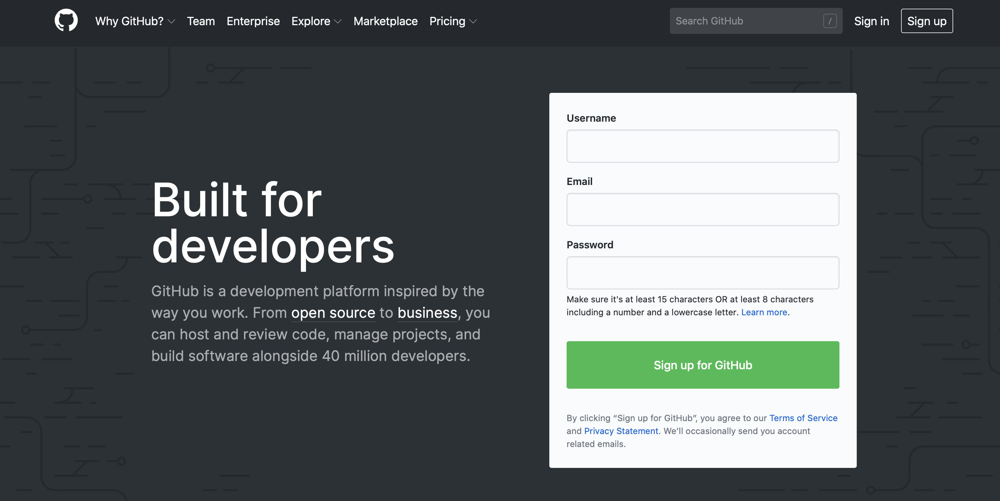 Why GitHub? Team Enterprise Explore Marketplace Pricing Search GitHub / Sign in Sign up
Built for
developers
GitHub is a development platform inspired by the
way you work. From open source to business, you
can host and review code, manage projects, and
build software alongside 40 million developers.
Username
Email
Password
Make sure it's at least 15 characters OR at least 8 characters
including a number and a lowercase letter. Learn more.
Sign up for GitHub
By clicking “Sign up for GitHub”, you agree to our Terms of Service
and Privacy Statement. We’ll occasionally send you account
related emails.